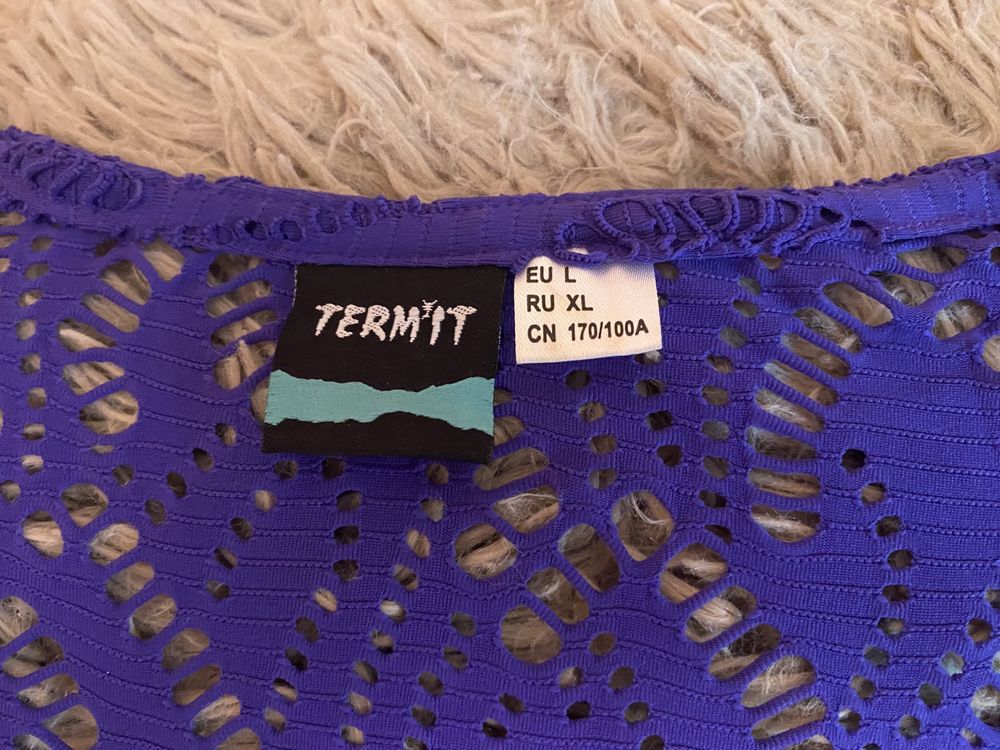 TERMIT
EU L
RU XL
CN 170/100A